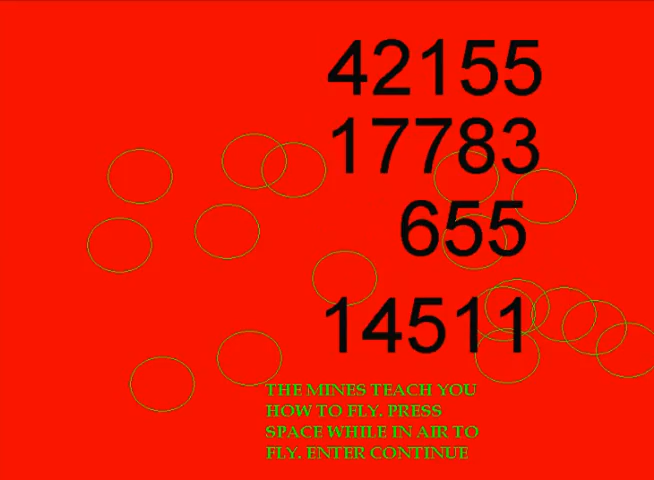 42155
17783
655
14511
THE MINES TEACH YOU
HOW TO FLY. PRESS
SPACE WHILE IN AIR TO
FLY. ENTER CONTINUE